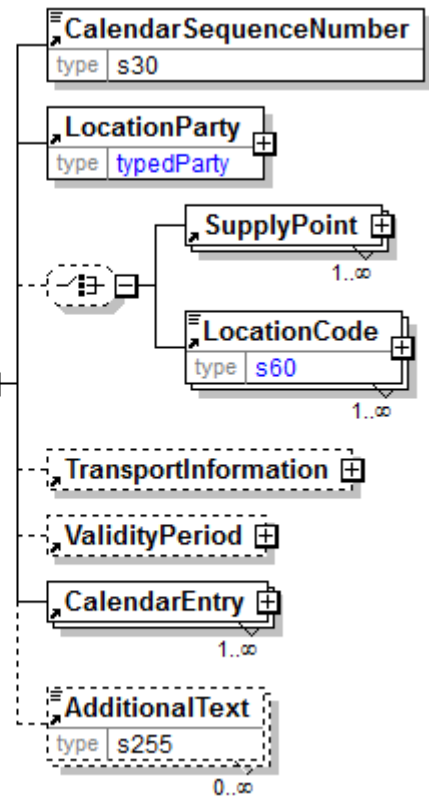 CalendarSequenceNumber
type s30
LocationParty
type typedParty
SupplyPoint
1..∞
LocationCode
type s60
1..∞
TransportInformation
ValidityPeriod
CalendarEntry
1..∞
AdditionalText
type s255
0..∞